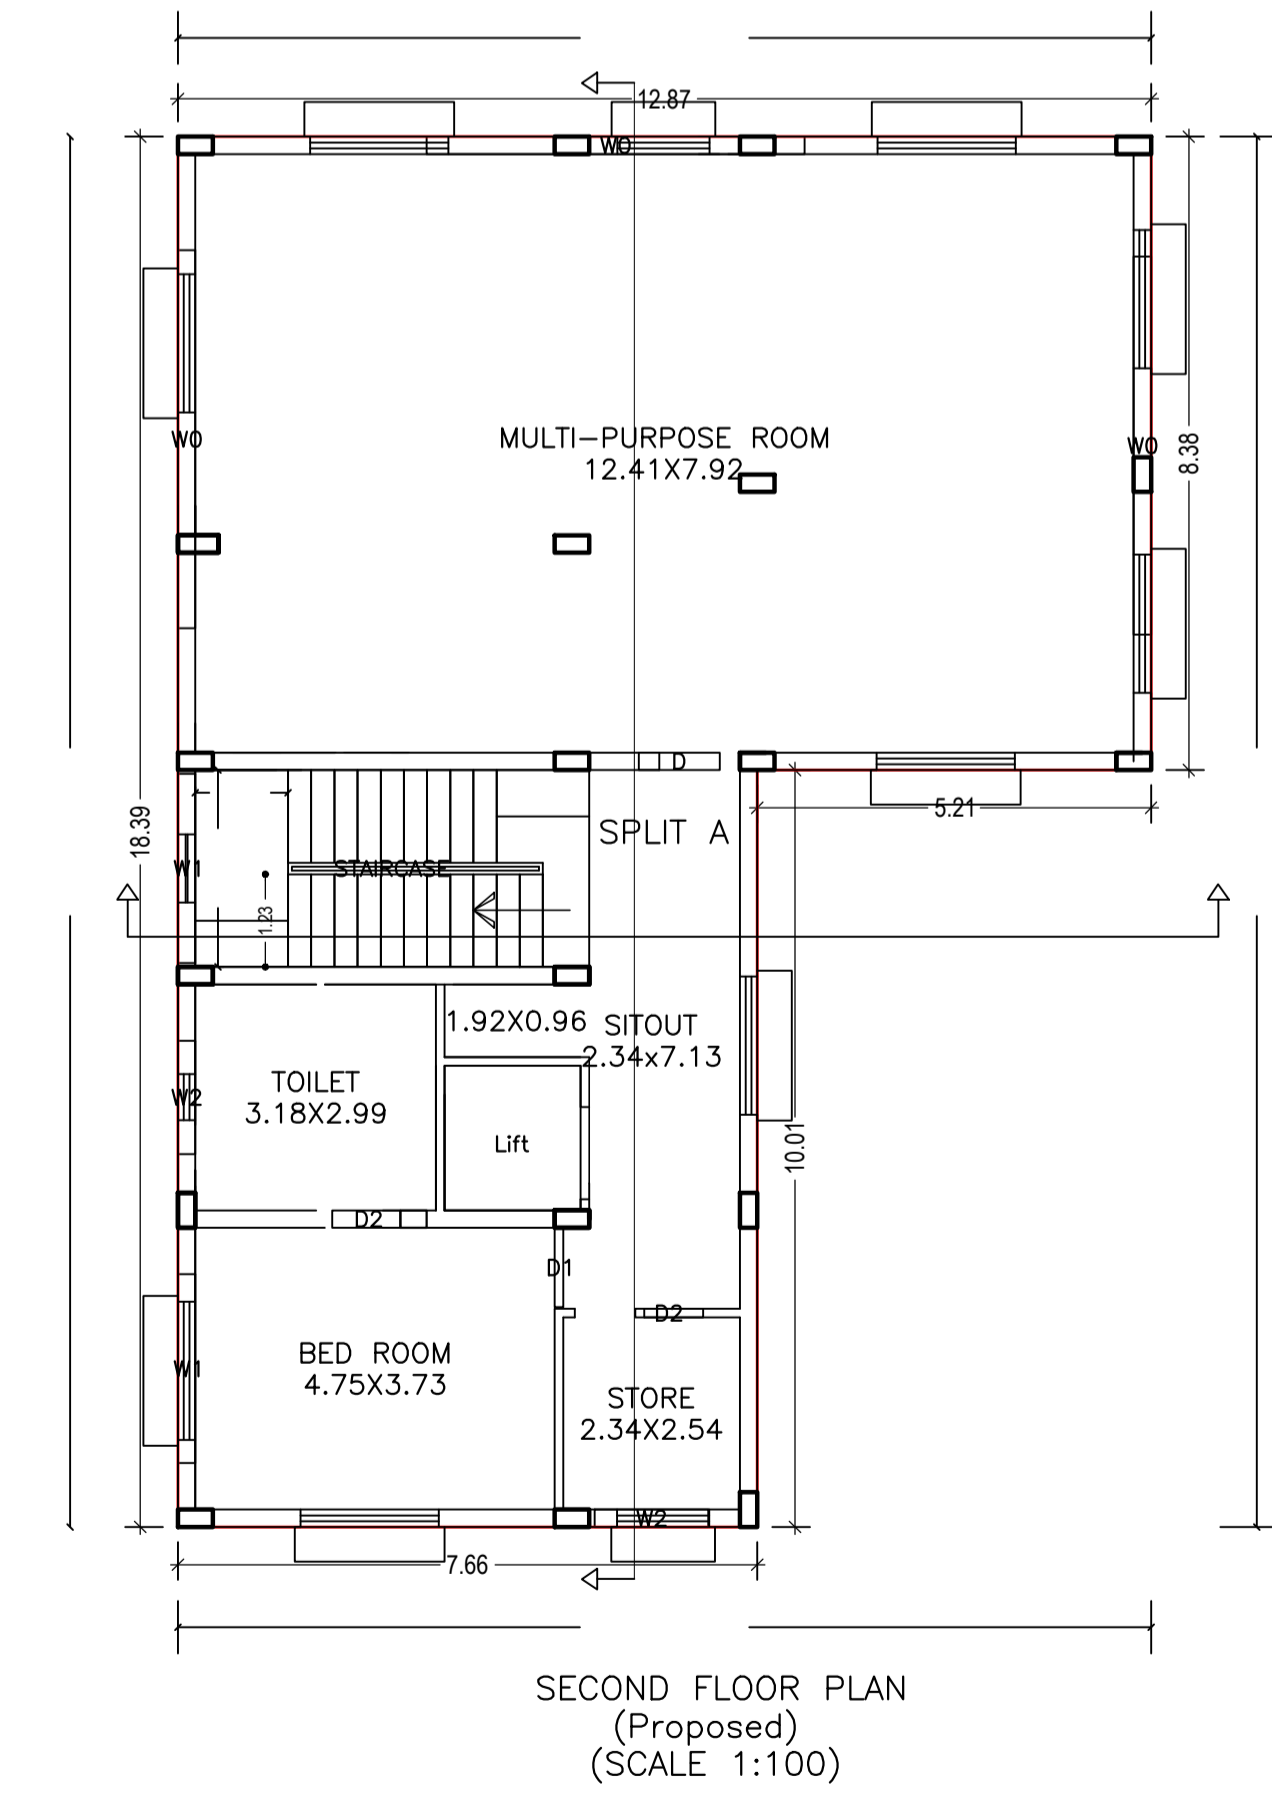 12.87
W0
MULTI-PURPOSE ROOM
12.41X7.92
W0
W0
8.38
D
5.21
SPLIT A
18.39
W1
STAIRCASE
1.23
1.92X0.96
SITOUT
2.34x7.13
TOILET
3.18X2.99
W2
Lift
10.01
D2
D1
D2
BED ROOM
4.75X3.73
W1
STORE
2.34X2.54
W2
7.66
SECOND FLOOR PLAN
(Proposed)
(SCALE 1:100)